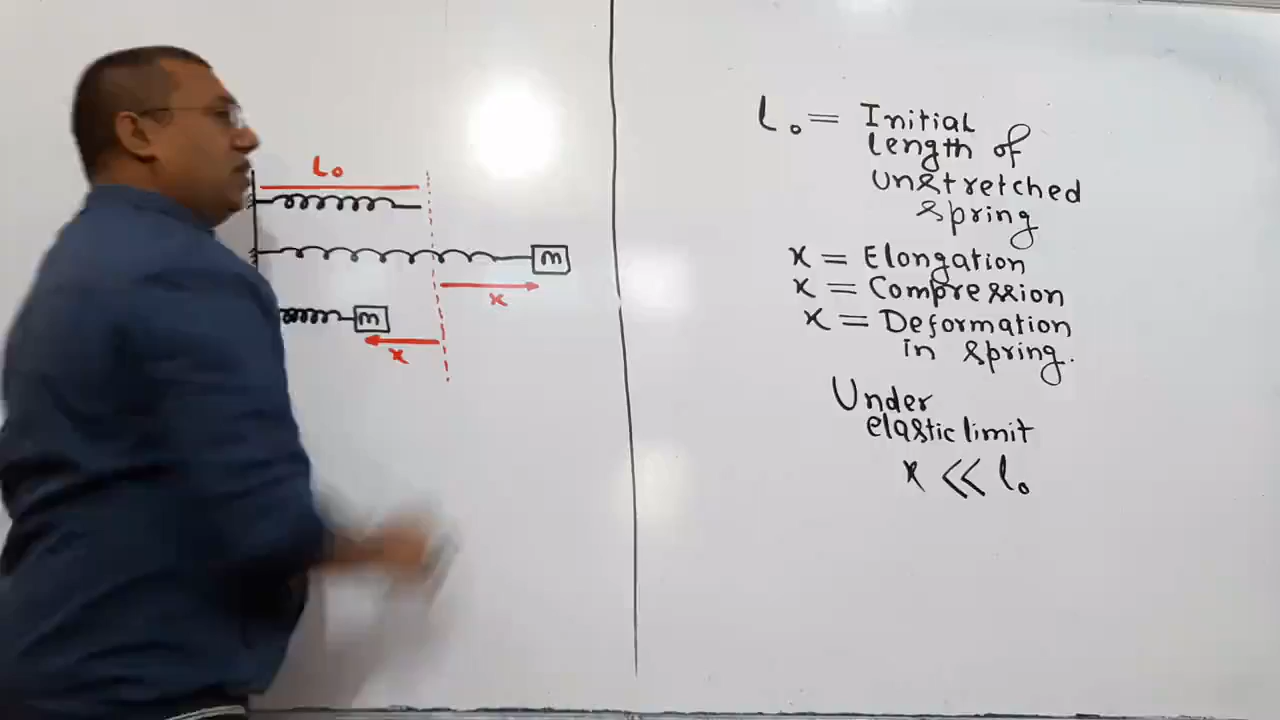 L₀
m
x
m
x
L₀ = Initial
length of
unstretched
spring
x = Elongation
x = Compression
x = Deformation
in spring.
Under
elastic limit
x << l₀